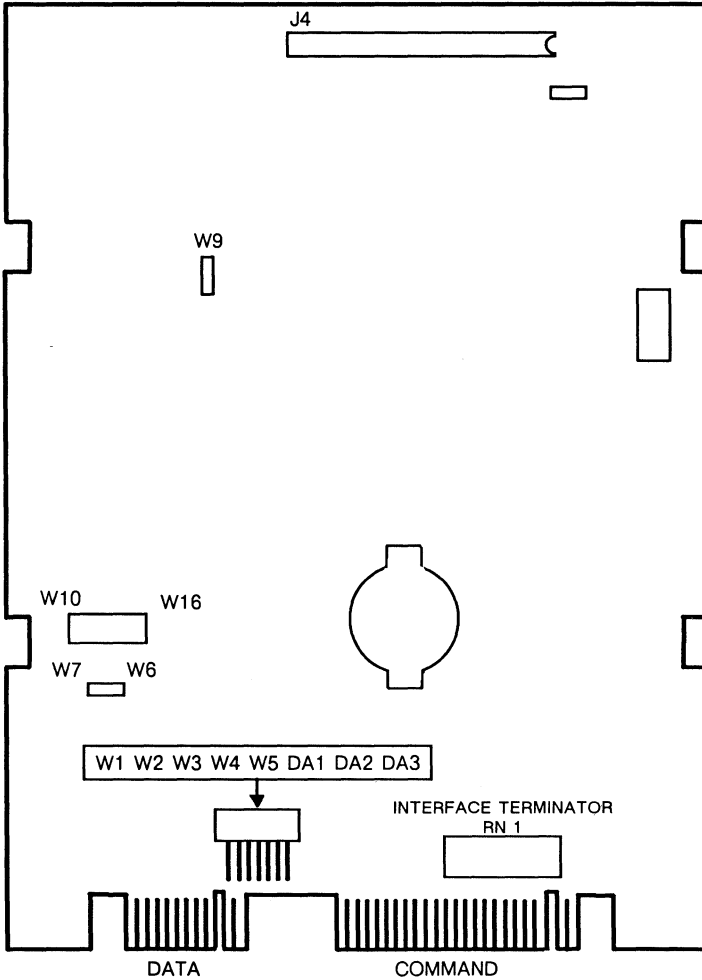 J4
W9
W10 W16
W7 W6
W1 W2 W3 W4 W5 DA1 DA2 DA3
INTERFACE TERMINATOR
RN 1
DATA COMMAND